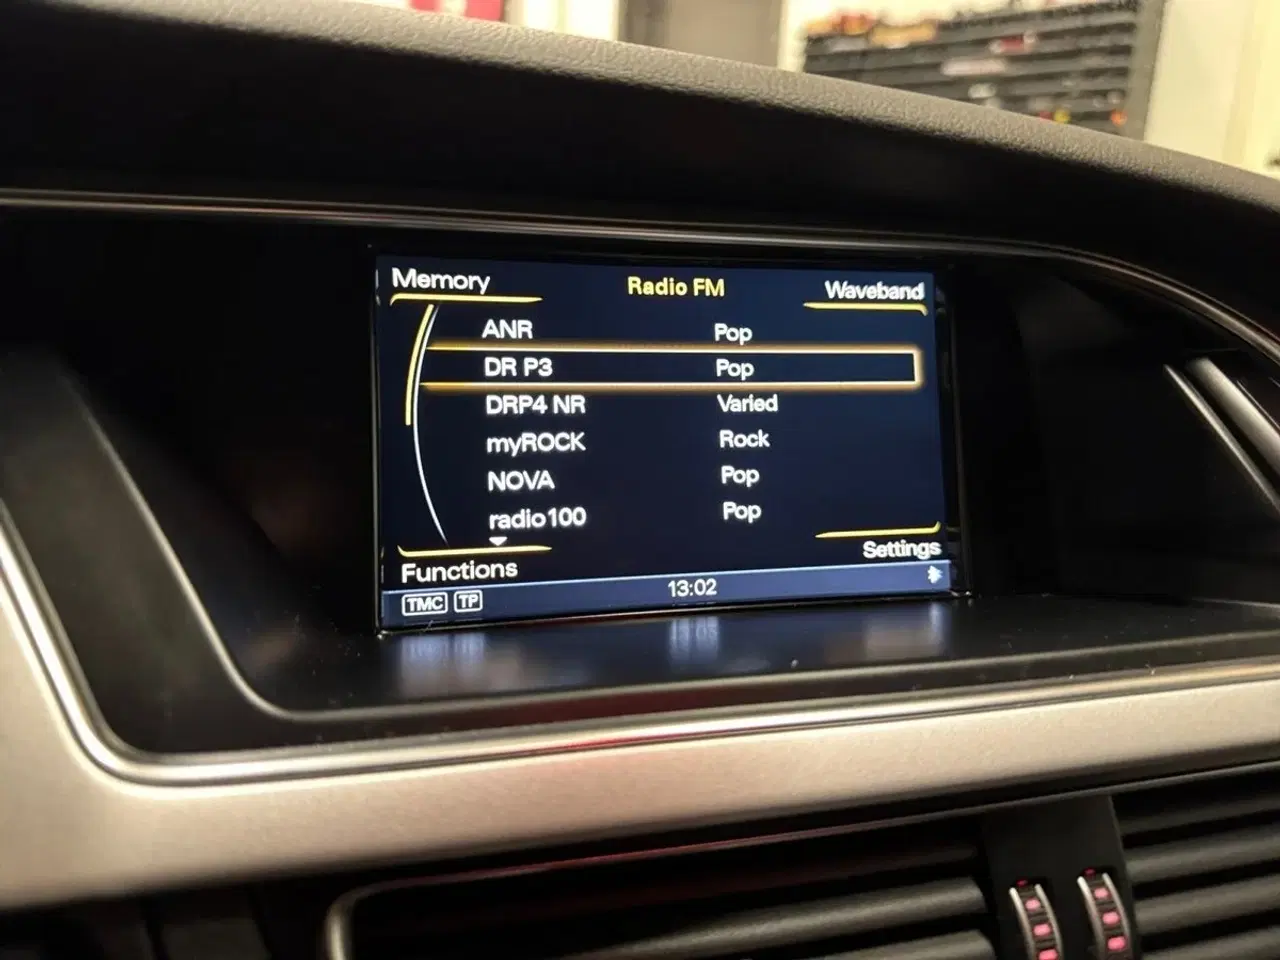 Memory Radio FM Waveband
ANR Pop
DR P3 Pop
DRP4 NR Varied
myROCK Rock
NOVA Pop
radio100 Pop
Functions Settings
TMC TP 13:02